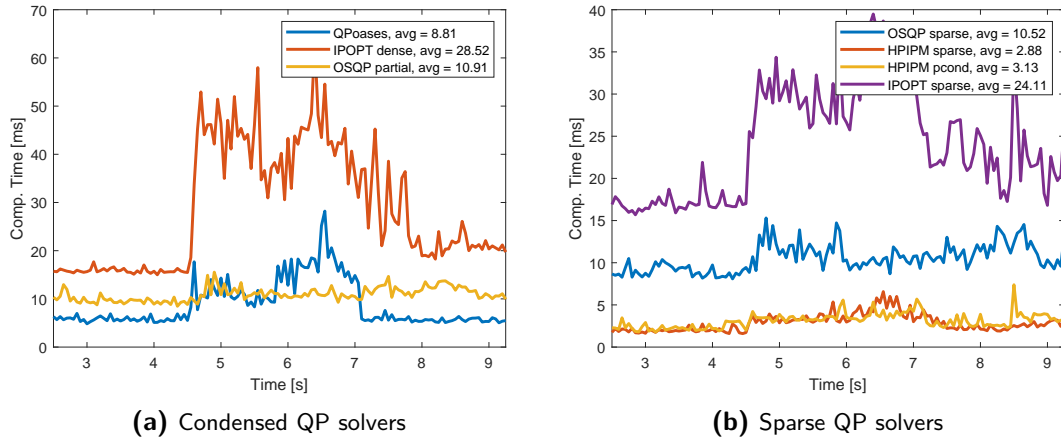 70
60
50
40
30
20
10
0
Comp. Time [ms]
3 4 5 6 7 8 9
Time [s]
QPoases, avg = 8.81
IPOPT dense, avg = 28.52
OSQP partial, avg = 10.91
(a) Condensed QP solvers
40
35
30
25
20
15
10
5
0
Comp. Time [ms]
3 4 5 6 7 8 9
Time [s]
OSQP sparse, avg = 10.52
HPIPM sparse, avg = 2.88
HPIPM pcond, avg = 3.13
IPOPT sparse, avg = 24.11
(b) Sparse QP solvers